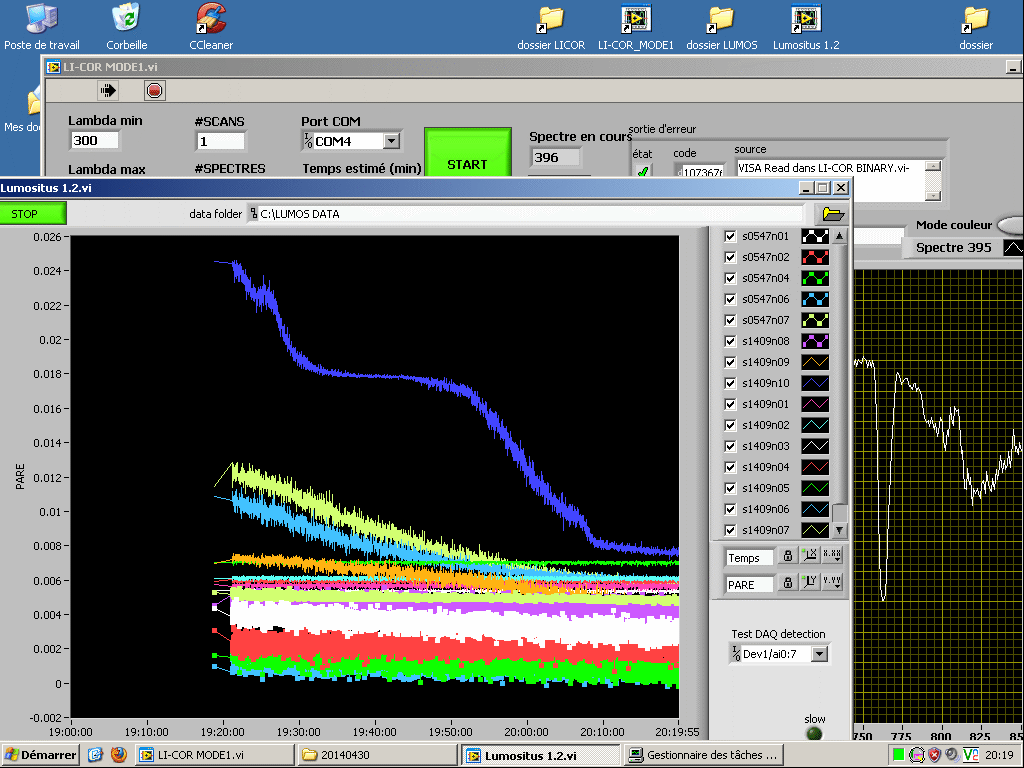 Poste de travail
Corbeille
CCleaner
dossier LICOR
LI-COR_MODE1
dossier LUMOS
Lumositus 1.2
dossier
Mes do
LI-COR MODE1.vi
Lambda min
300
Lambda max
#SCANS
1
#SPECTRES
Port COM
COM4
Temps estimé (min)
START
Spectre en cours
396
sortie d'erreur
état
code
source
VISA Read dans LI-COR BINARY.vi-
Mode couleur
Spectre 395
Lumositus 1.2.vi
STOP
data folder
C:\LUMOS DATA
PARE
0.026
0.024
0.022
0.02
0.018
0.016
0.014
0.012
0.01
0.008
0.006
0.004
0.002
0
-0.002
19:00:00
19:10:00
19:20:00
19:30:00
19:40:00
19:50:00
20:00:00
20:10:00
20:19:55
s0547n01
s0547n02
s0547n04
s0547n06
s0547n07
s1409n08
s1409n09
s1409n10
s1409n01
s1409n02
s1409n03
s1409n04
s1409n05
s1409n06
s1409n07
Temps
PARE
Test DAQ detection
Dev1/ai0:7
slow
750
775
800
825
85
Démarrer
LI-COR MODE1.vi
20140430
Lumositus 1.2.vi
Gestionnaire des tâches ...
20:19